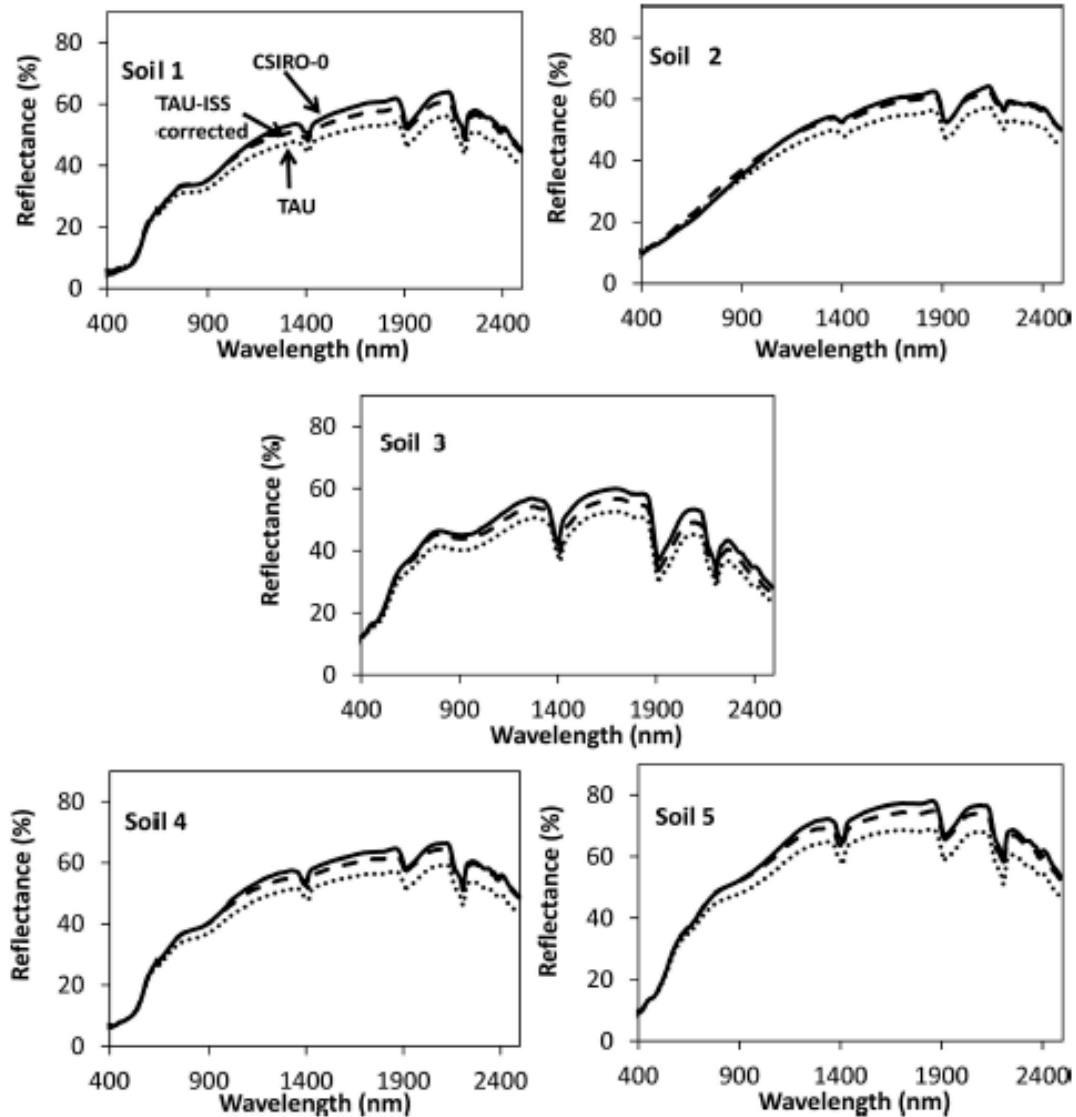 Reflectance (%)
80
60
40
20
0
Soil 1
CSIRO-0
TAU-ISS
corrected
TAU
400 900 1400 1900 2400
Wavelength (nm)
Reflectance (%)
80
60
40
20
0
Soil 2
400 900 1400 1900 2400
Wavelength (nm)
Reflectance (%)
80
60
40
20
0
Soil 3
400 900 1400 1900 2400
Wavelength (nm)
Reflectance (%)
80
60
40
20
0
Soil 4
400 900 1400 1900 2400
Wavelength (nm)
Reflectance (%)
80
60
40
20
0
Soil 5
400 900 1400 1900 2400
Wavelength (nm)